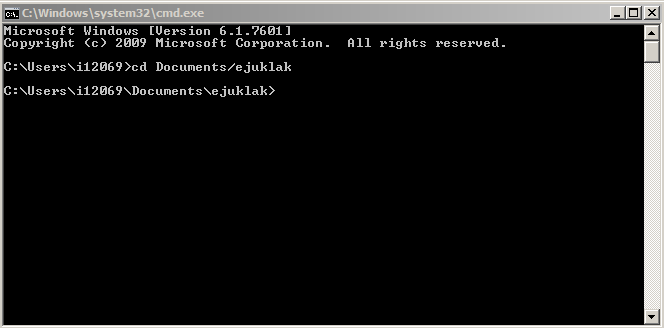 C:\Windows\system32\cmd.exe
Microsoft Windows [Version 6.1.7601]
Copyright (c) 2009 Microsoft Corporation.  All rights reserved.
C:\Users\i12069>cd Documents/ejuklak
C:\Users\i12069\Documents\ejuklak>